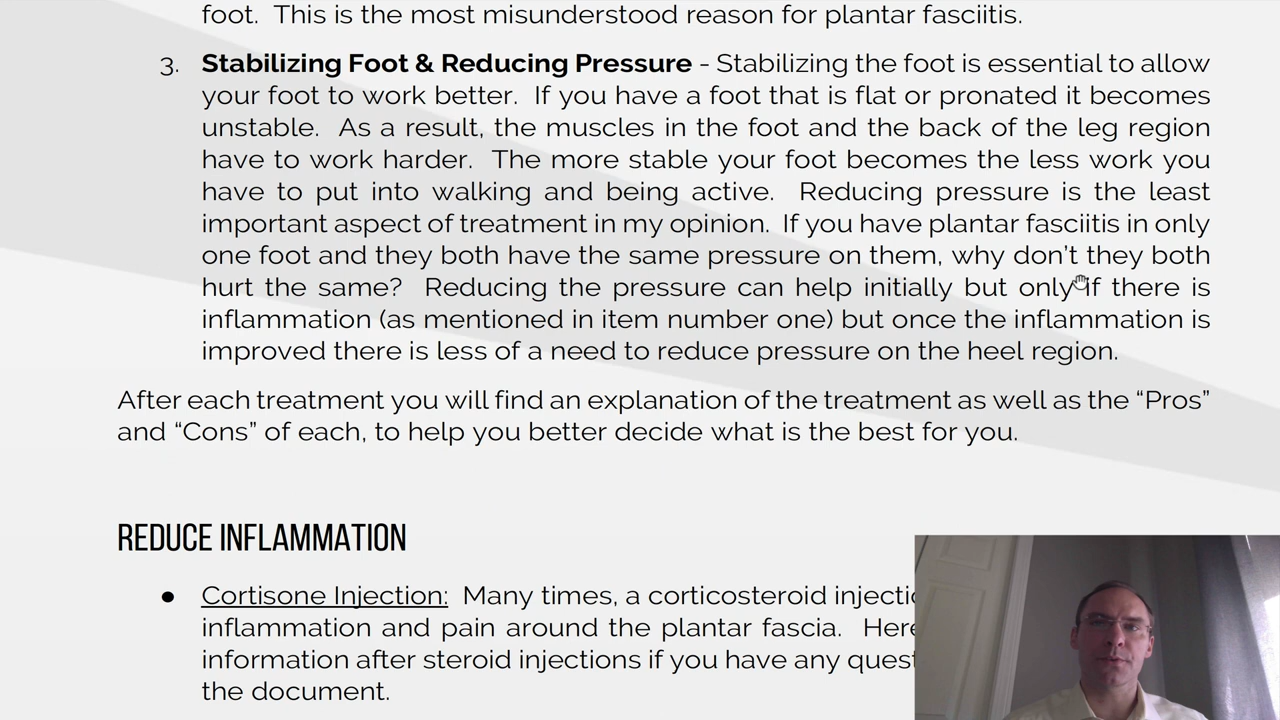 foot. This is the most misunderstood reason for plantar fasciitis.
3. Stabilizing Foot & Reducing Pressure - Stabilizing the foot is essential to allow
your foot to work better. If you have a foot that is flat or pronated it becomes
unstable. As a result, the muscles in the foot and the back of the leg region
have to work harder. The more stable your foot becomes the less work you
have to put into walking and being active. Reducing pressure is the least
important aspect of treatment in my opinion. If you have plantar fasciitis in only
one foot and they both have the same pressure on them, why don’t they both
hurt the same? Reducing the pressure can help initially but only if there is
inflammation (as mentioned in item number one) but once the inflammation is
improved there is less of a need to reduce pressure on the heel region.
After each treatment you will find an explanation of the treatment as well as the “Pros”
and “Cons” of each, to help you better decide what is the best for you.
REDUCE INFLAMMATION
● Cortisone Injection: Many times, a corticosteroid
inflammation and pain around the plantar fascia.
information after steroid injections if you have any
the document.